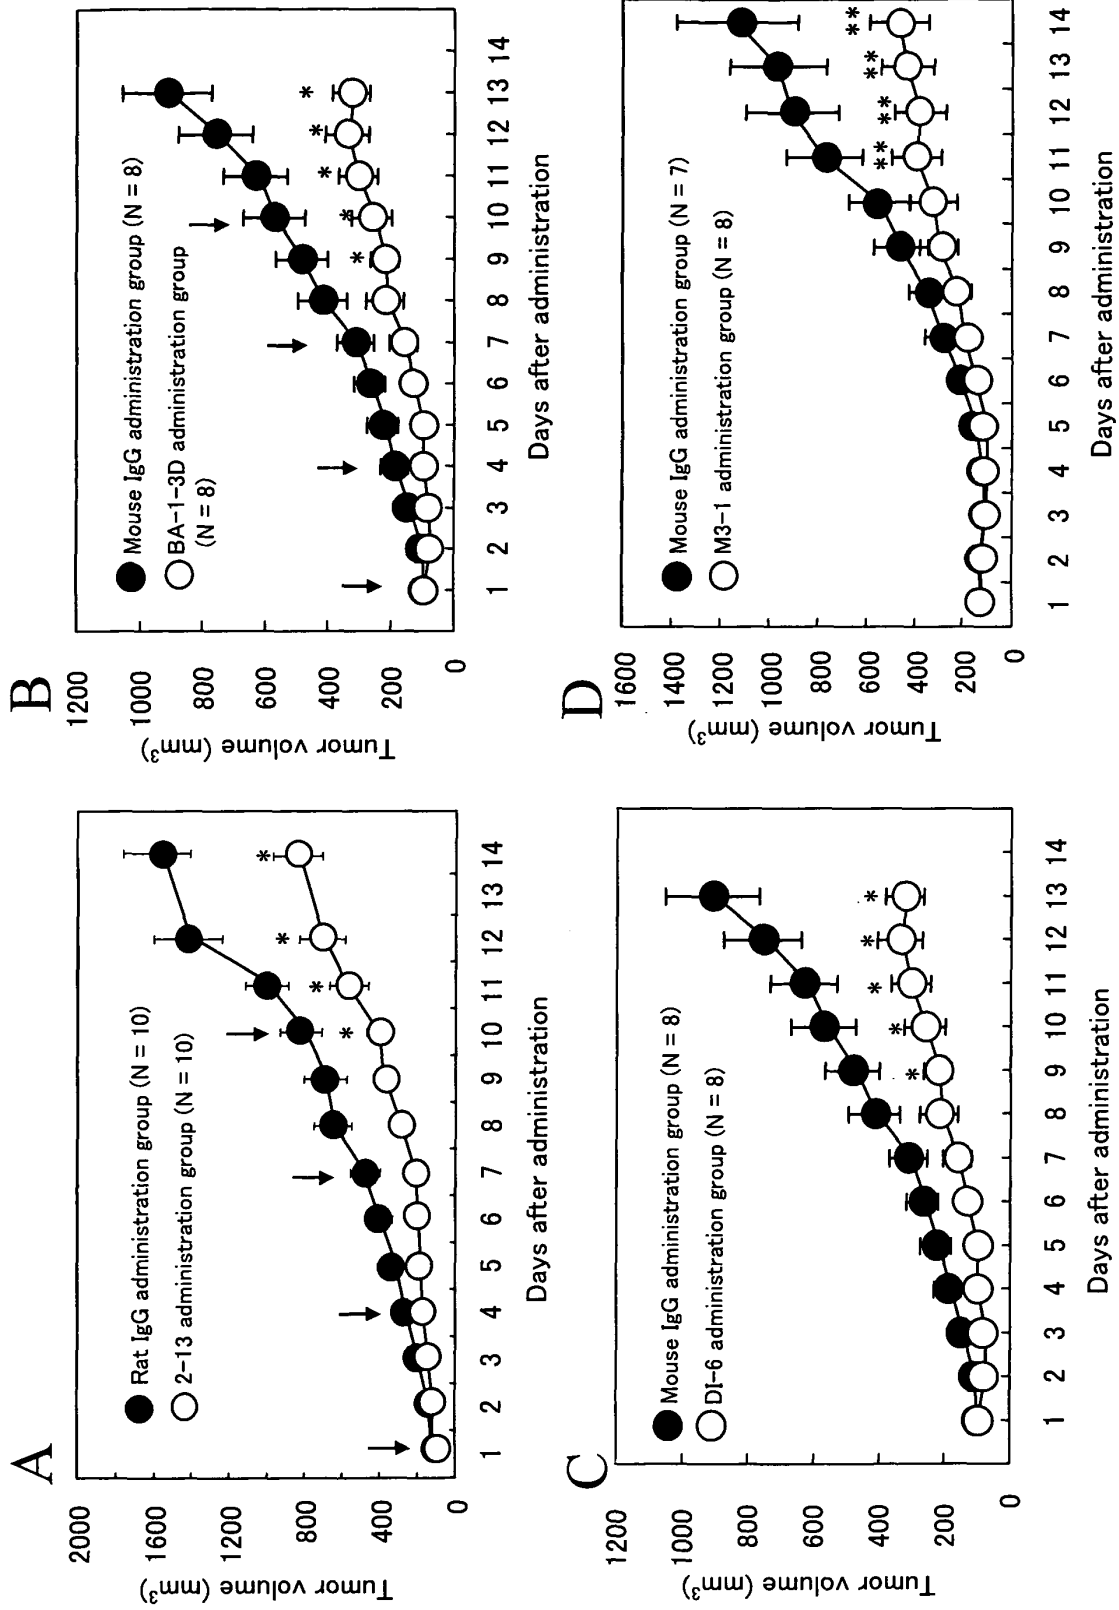 A
Tumor volume (mm³)
2000
1600
1200
800
400
0
● Rat IgG administration group (N = 10)
○ 2-13 administration group (N = 10)
* * * *
1 2 3 4 5 6 7 8 9 10 11 12 13 14
Days after administration
B
Tumor volume (mm³)
1200
1000
800
600
400
200
0
● Mouse IgG administration group (N = 8)
○ BA-1-3D administration group
(N = 8)
* * * * *
1 2 3 4 5 6 7 8 9 10 11 12 13 14
Days after administration
C
Tumor volume (mm³)
1200
1000
800
600
400
200
0
● Mouse IgG administration group (N = 8)
○ DI-6 administration group (N = 8)
* * * * *
1 2 3 4 5 6 7 8 9 10 11 12 13 14
Days after administration
D
Tumor volume (mm³)
1600
1400
1200
1000
800
600
400
200
0
● Mouse IgG administration group (N = 7)
○ M3-1 administration group (N = 8)
** ** ** **
1 2 3 4 5 6 7 8 9 10 11 12 13 14
Days after administration